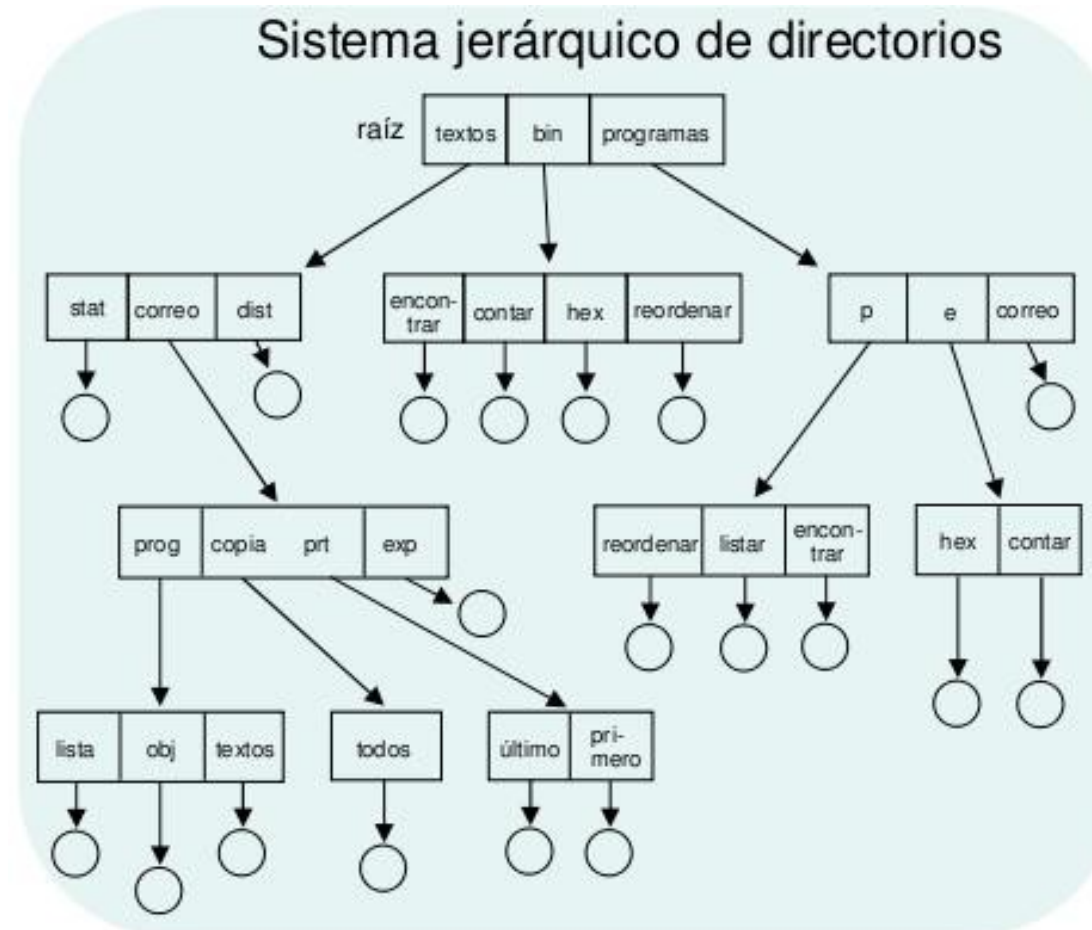 Sistema jerárquico de directorios
raíz textos bin programas
stat correo dist
encon-
trar contar hex reordenar
p e correo
prog copia prt exp
reordenar listar encon-
trar
hex contar
lista obj textos
todos
último pri-
mero